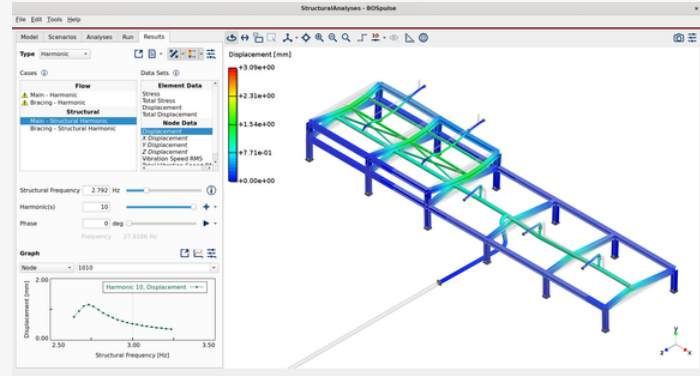 StructuralAnalyses - BOSpulse
File Edit Tools Help
Model Scenarios Analyses Run Results
Type Harmonic
Cases
Data Sets
Flow
Main - Harmonic
Bracing - Harmonic
Structural
Main - Structural Harmonic
Bracing - Structural Harmonic
Element Data
Stress
Total Stress
Displacement
Total Displacement
Node Data
Displacement
X Displacement
Y Displacement
Z Displacement
Vibration Speed RMS
Structural Frequency 2.792 Hz
Harmonic(s) 10
Phase 0 deg
Frequency 27.9186 Hz
Graph
Node 1010
2.00
Harmonic 10, Displacement
Displacement [mm]
0.00
2.50 3.00 3.50
Structural Frequency [Hz]
Displacement [mm]
+3.09e+00
+2.31e+00
+1.54e+00
+7.71e-01
+0.00e+00
y
z x